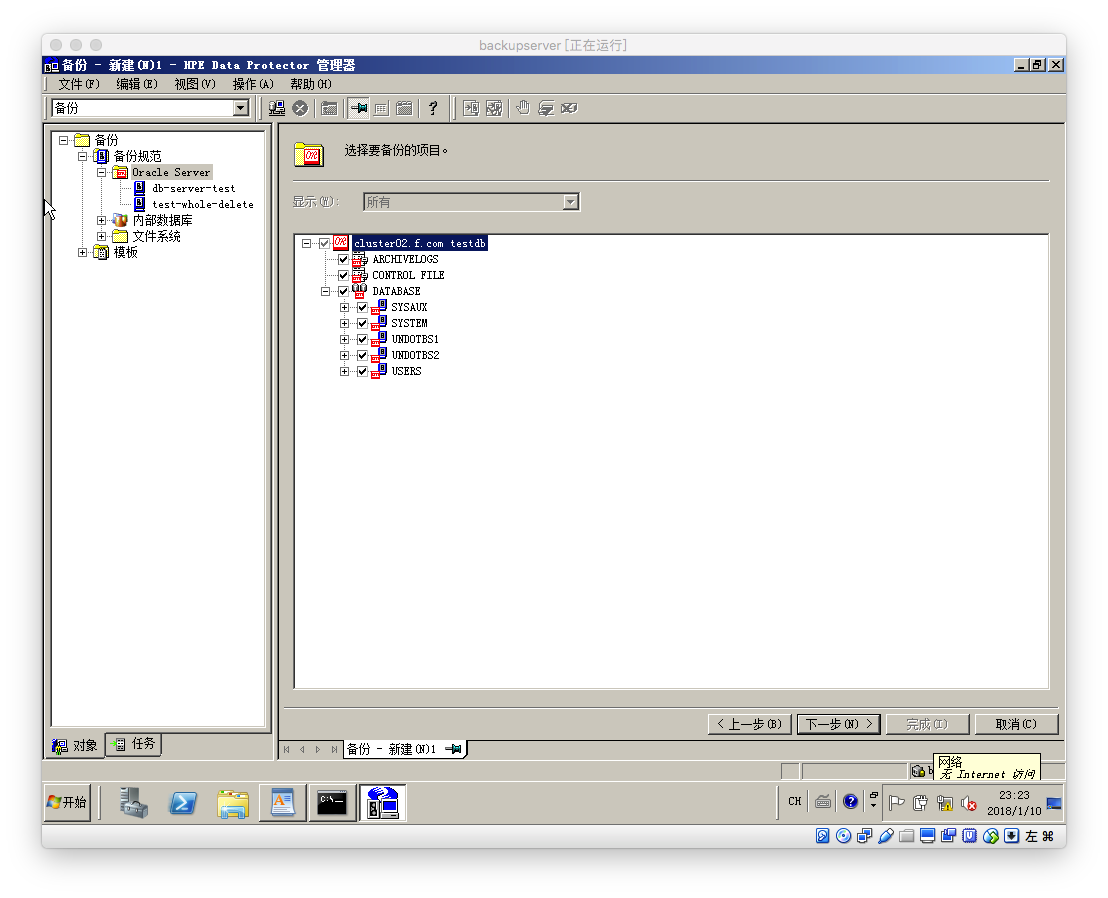 backupserver [正在运行]
备份 - 新建(N)1 - HPE Data Protector 管理器
文件(F) 编辑(E) 视图(V) 操作(A) 帮助(H)
备份
备份
备份规范
Oracle Server
db-server-test
test-whole-delete
内部数据库
文件系统
模板
选择要备份的项目。
显示(W):
所有
cluster02.f.com testdb
ARCHIVELOGS
CONTROL FILE
DATABASE
SYSAUX
SYSTEM
UNDOTBS1
UNDOTBS2
USERS
< 上一步(B) 下一步(N) > 完成(I) 取消(C)
对象 任务
备份 - 新建(N)1
b
网络
无 Internet 访问
开始
C:\_
CH
23:23
2018/1/10
左 ⌘